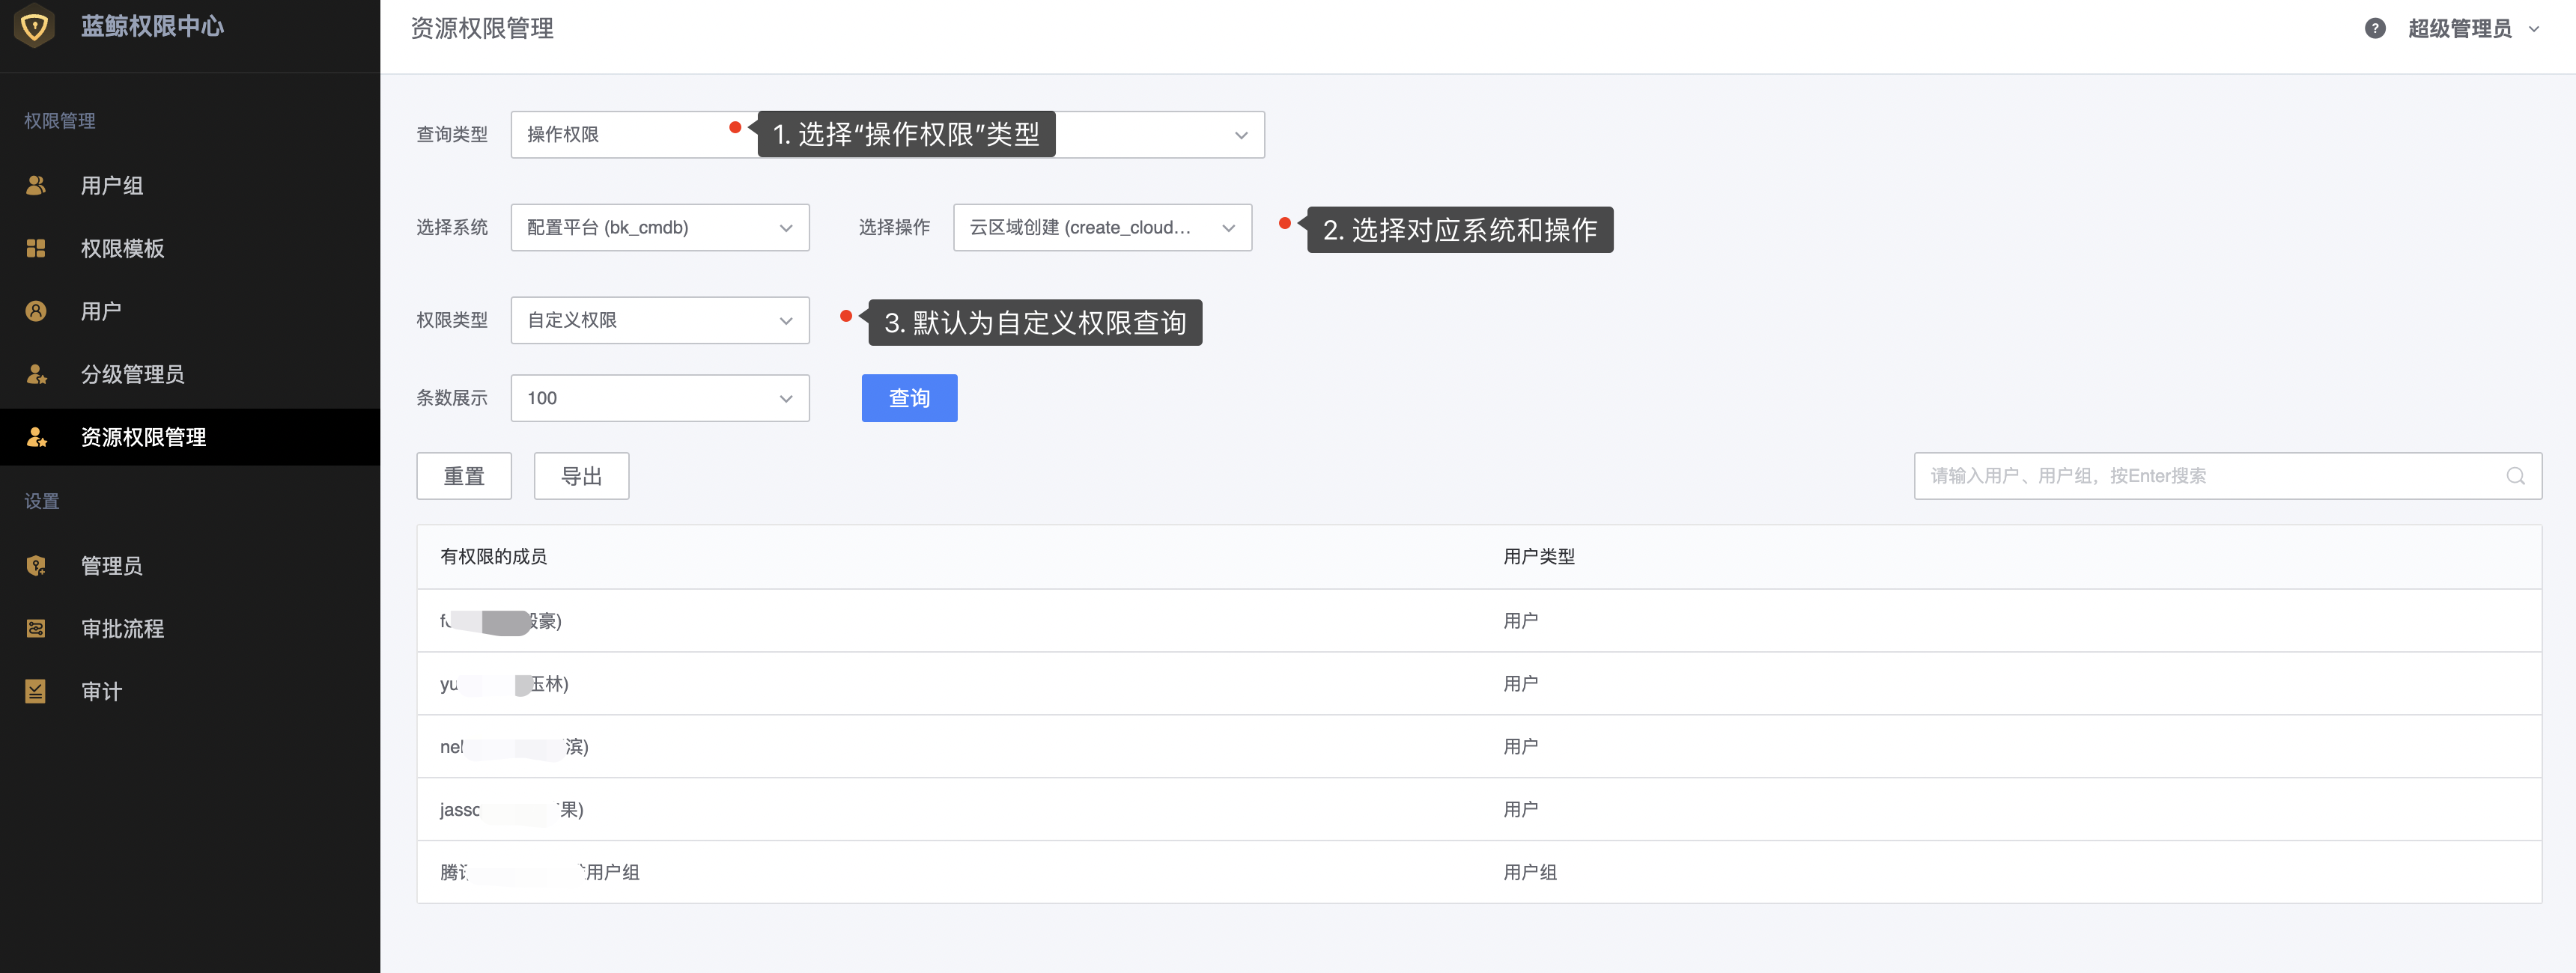 蓝鲸权限中心
资源权限管理
超级管理员
权限管理
用户组
权限模板
用户
分级管理员
资源权限管理
设置
管理员
审批流程
审计
查询类型
操作权限
1. 选择“操作权限”类型
选择系统
配置平台 (bk_cmdb)
选择操作
云区域创建 (create_cloud...
2. 选择对应系统和操作
权限类型
自定义权限
3. 默认为自定义权限查询
条数展示
100
查询
重置
导出
请输入用户、用户组，按Enter搜索
有权限的成员
用户类型
豪)
用户
yu
玉林)
用户
滨)
用户
果)
用户
用户组
用户组